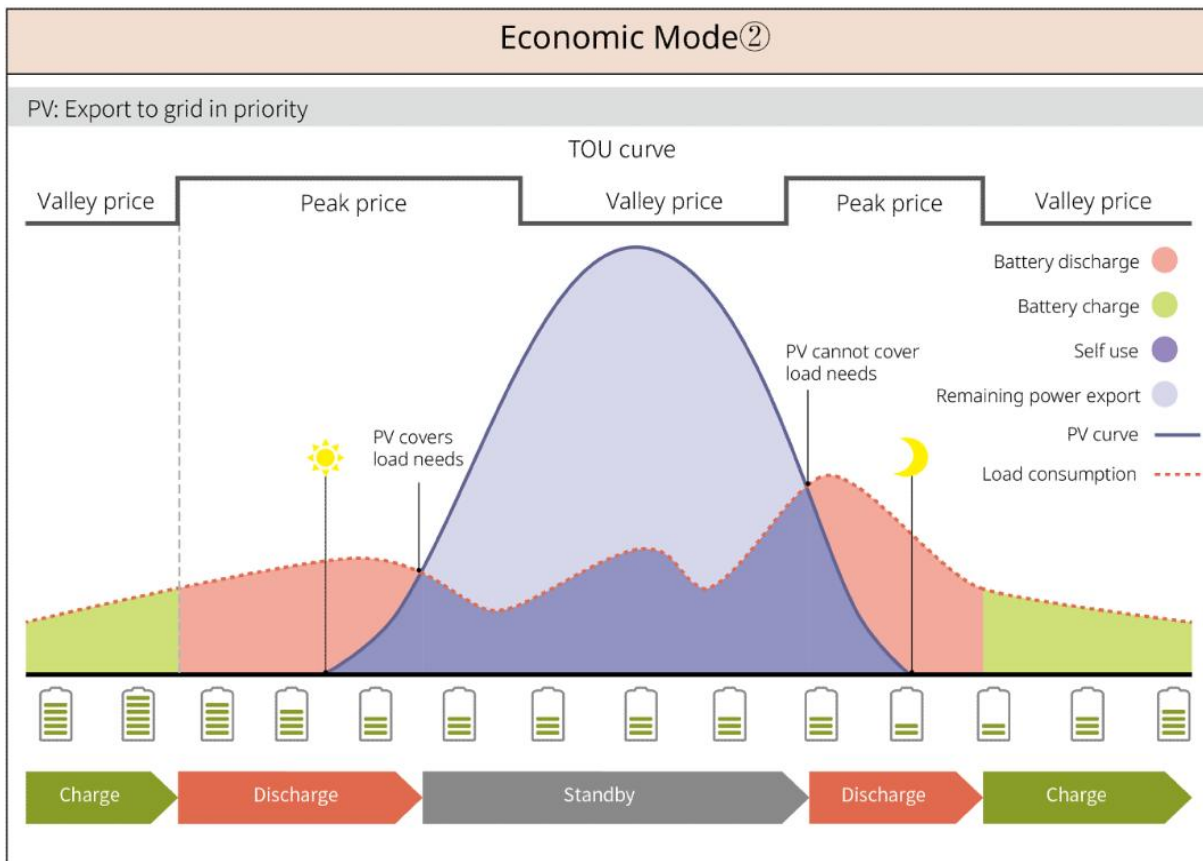 Economic Mode②
PV: Export to grid in priority
TOU curve
Valley price
Peak price
Valley price
Peak price
Valley price
Battery discharge
Battery charge
Self use
Remaining power export
PV curve
Load consumption
PV cannot cover
load needs
PV covers
load needs
Charge
Discharge
Standby
Discharge
Charge